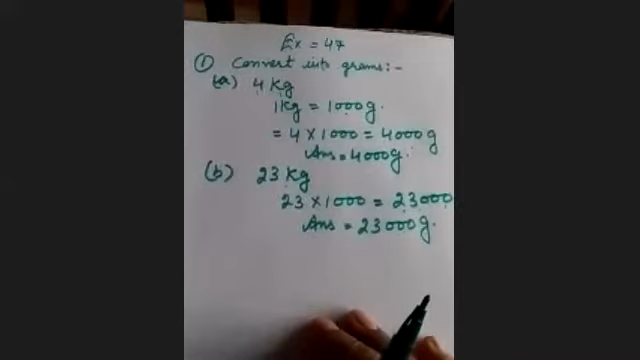 Ex = 47
① Convert into grams:-
(a) 4 Kg
1Kg = 1000g.
= 4 × 1000 = 4000g
Ans = 4000g.
(b) 23 Kg
23 × 1000 = 23000
Ans = 23000g.